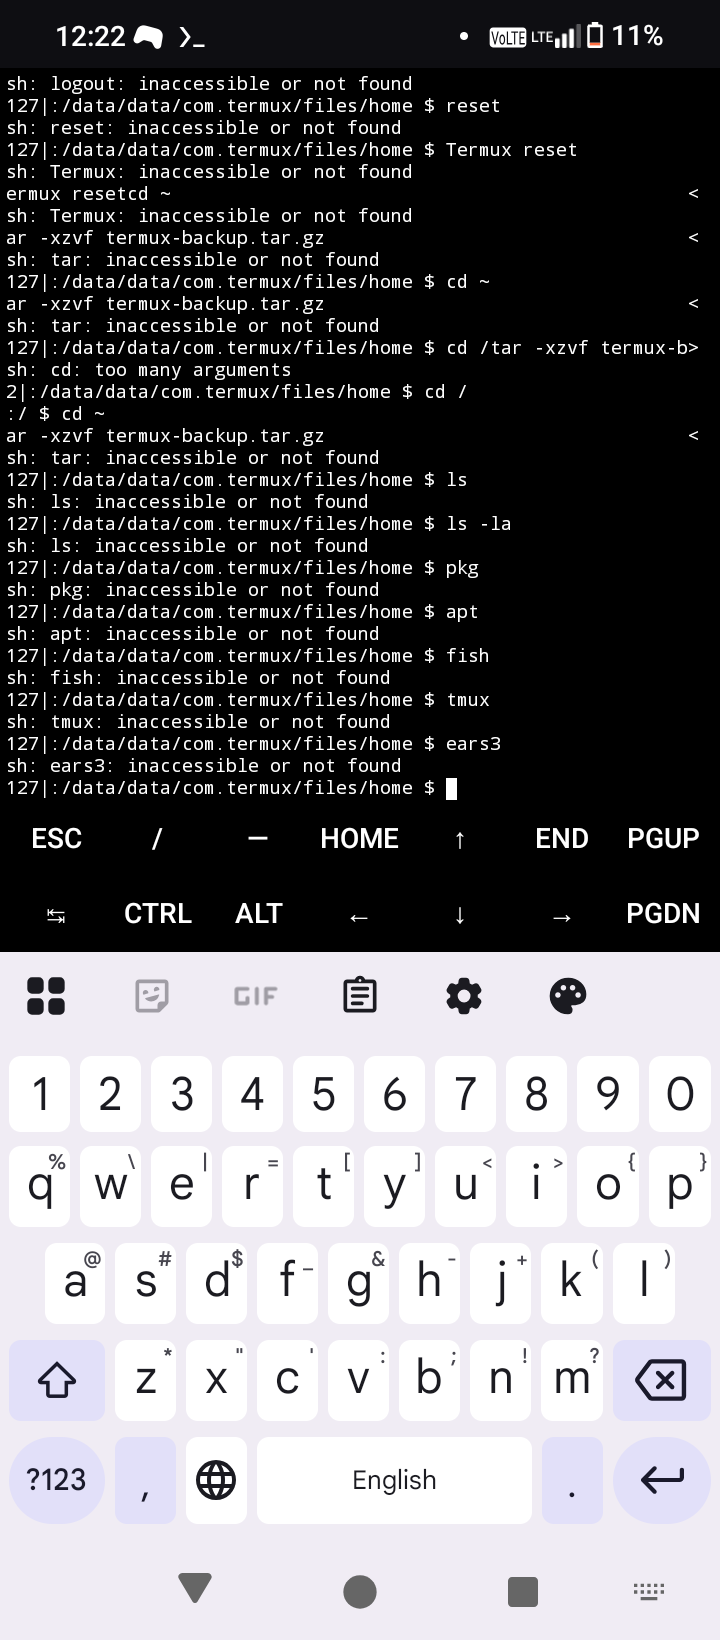 12:22 VoLTE LTE 11%
sh: logout: inaccessible or not found
127|:/data/data/com.termux/files/home $ reset
sh: reset: inaccessible or not found
127|:/data/data/com.termux/files/home $ Termux reset
sh: Termux: inaccessible or not found
ermux resetcd ~ <
sh: Termux: inaccessible or not found
ar -xzvf termux-backup.tar.gz <
sh: tar: inaccessible or not found
127|:/data/data/com.termux/files/home $ cd ~
ar -xzvf termux-backup.tar.gz <
sh: tar: inaccessible or not found
127|:/data/data/com.termux/files/home $ cd /tar -xzvf termux-b>
sh: cd: too many arguments
2|:/data/data/com.termux/files/home $ cd /
:/ $ cd ~
ar -xzvf termux-backup.tar.gz <
sh: tar: inaccessible or not found
127|:/data/data/com.termux/files/home $ ls
sh: ls: inaccessible or not found
127|:/data/data/com.termux/files/home $ ls -la
sh: ls: inaccessible or not found
127|:/data/data/com.termux/files/home $ pkg
sh: pkg: inaccessible or not found
127|:/data/data/com.termux/files/home $ apt
sh: apt: inaccessible or not found
127|:/data/data/com.termux/files/home $ fish
sh: fish: inaccessible or not found
127|:/data/data/com.termux/files/home $ tmux
sh: tmux: inaccessible or not found
127|:/data/data/com.termux/files/home $ ears3
sh: ears3: inaccessible or not found
127|:/data/data/com.termux/files/home $
ESC / — HOME ↑ END PGUP
↹ CTRL ALT ← ↓ → PGDN
GIF
1 2 3 4 5 6 7 8 9 0
q % w \ e | r = t [ y ] u < i > o { p }
a @ s # d $ f _ g & h - j + k ( l )
z * x " c ' v : b ; n ! m ?
?123 , English .